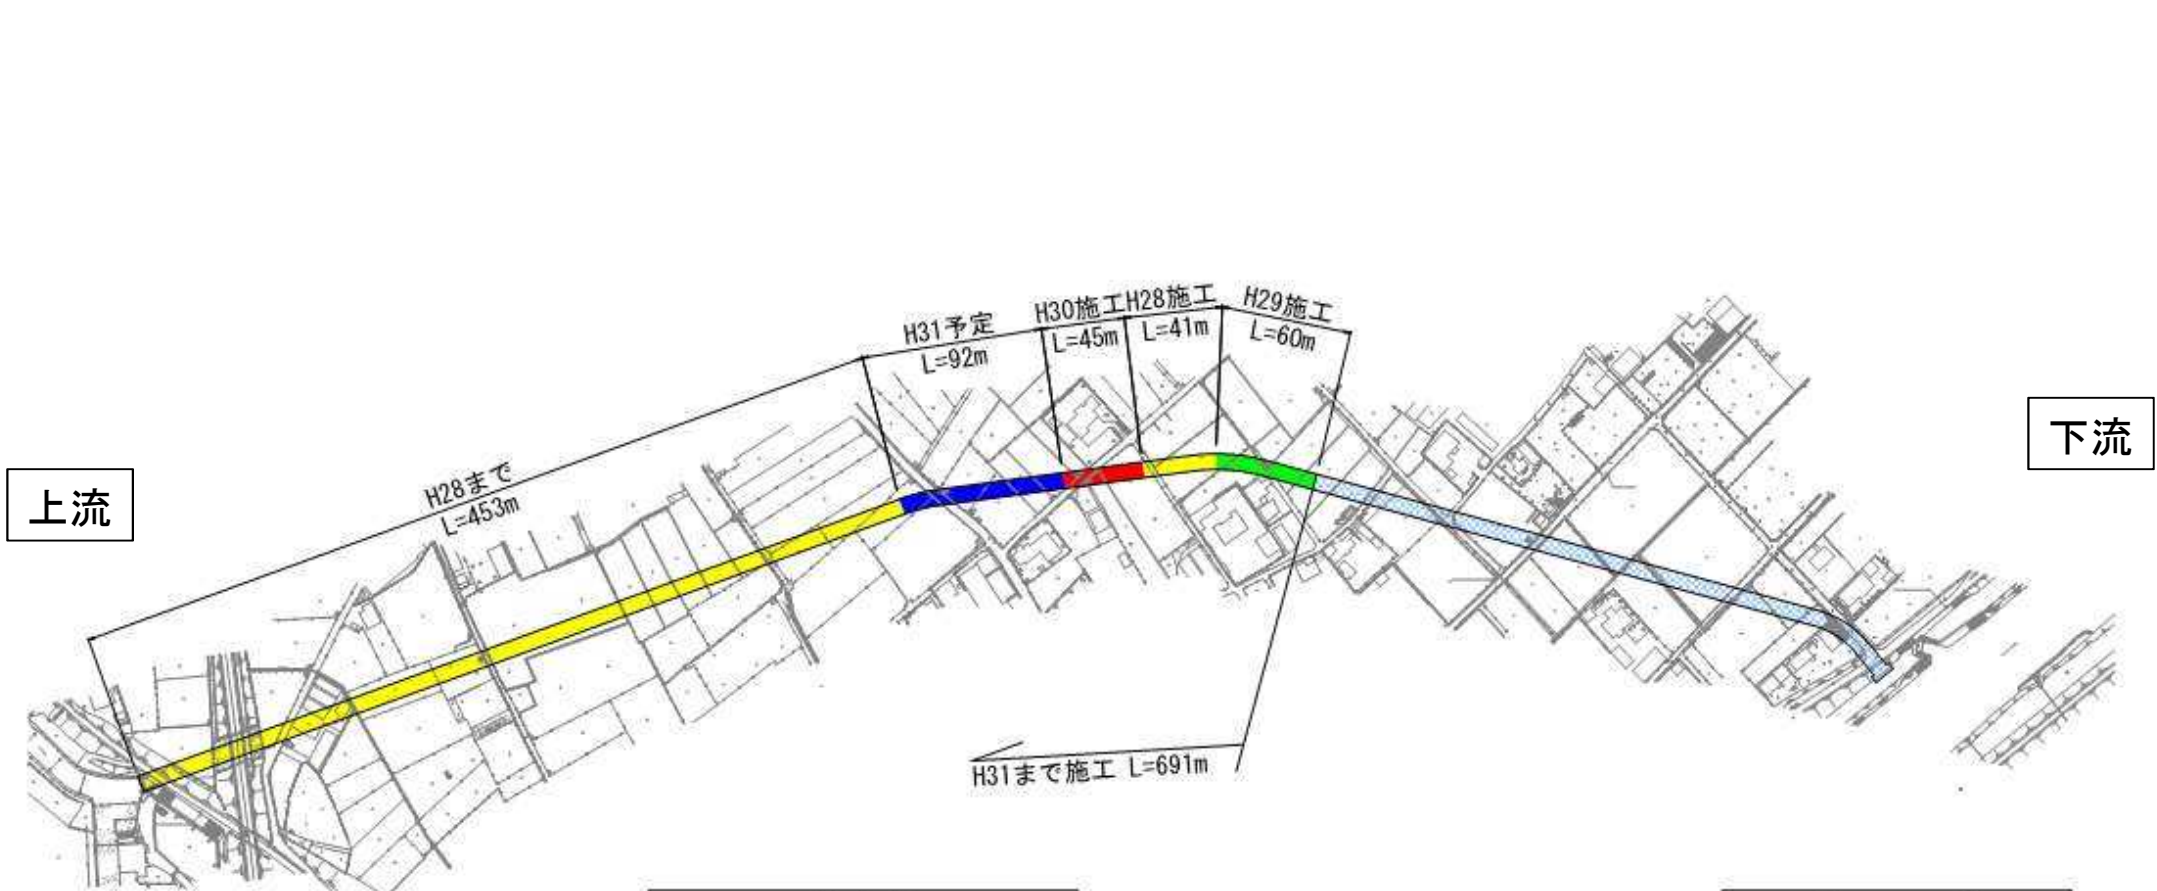 H31予定
L=92m
H30施工
L=45m
H28施工
L=41m
H29施工
L=60m
H28まで
L=453m
上流
下流
H31まで施工 L=691m